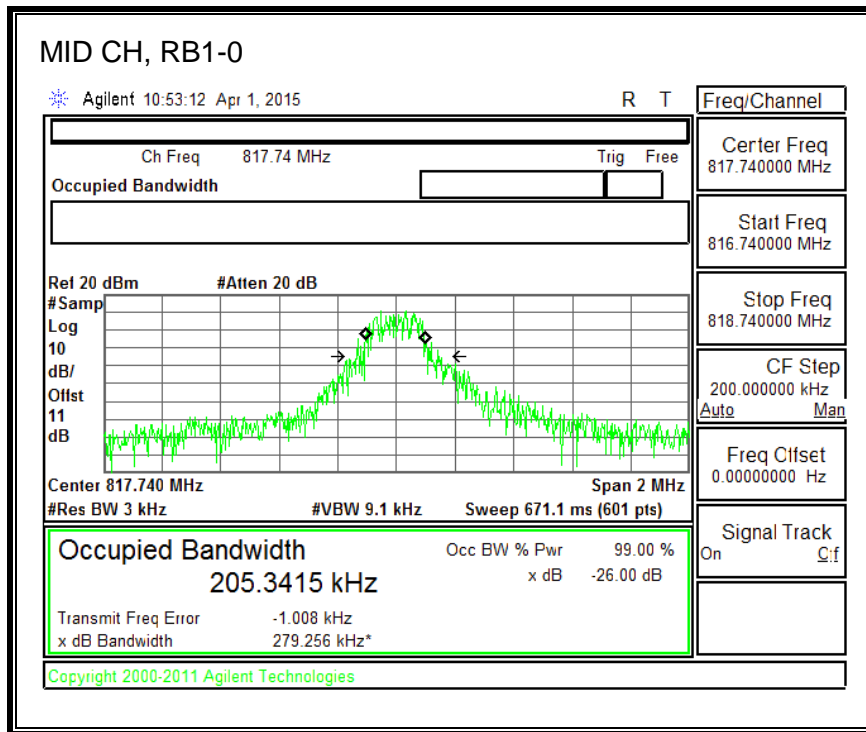 MID CH, RB1-0
Agilent 10:53:12 Apr 1, 2015 R T
Freq/Channel
Ch Freq 817.74 MHz Trig Free
Occupied Bandwidth
Center Freq
817.740000 MHz
Start Freq
816.740000 MHz
Stop Freq
818.740000 MHz
CF Step
200.000000 kHz
Auto Man
Freq Offset
0.00000000 Hz
Signal Track
On Off
Ref 20 dBm #Atten 20 dB
#Samp
Log
10
dB/
Offst
11
dB
Center 817.740 MHz Span 2 MHz
#Res BW 3 kHz #VBW 9.1 kHz Sweep 671.1 ms (601 pts)
Occupied Bandwidth Occ BW % Pwr 99.00 %
205.3415 kHz x dB -26.00 dB
Transmit Freq Error -1.008 kHz
x dB Bandwidth 279.256 kHz*
Copyright 2000-2011 Agilent Technologies